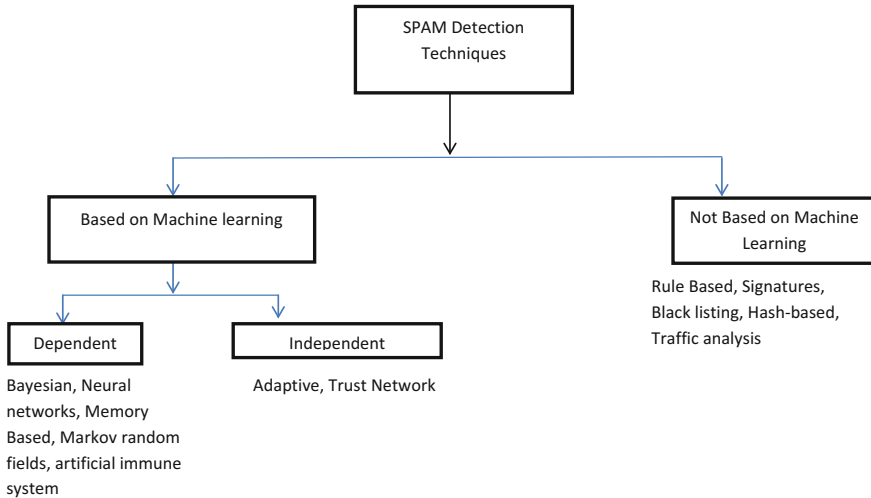 SPAM Detection
Techniques
Based on Machine learning
Not Based on Machine
Learning
Rule Based, Signatures,
Black listing, Hash-based,
Traffic analysis
Dependent
Independent
Bayesian, Neural
networks, Memory
Based, Markov random
fields, artificial immune
system
Adaptive, Trust Network